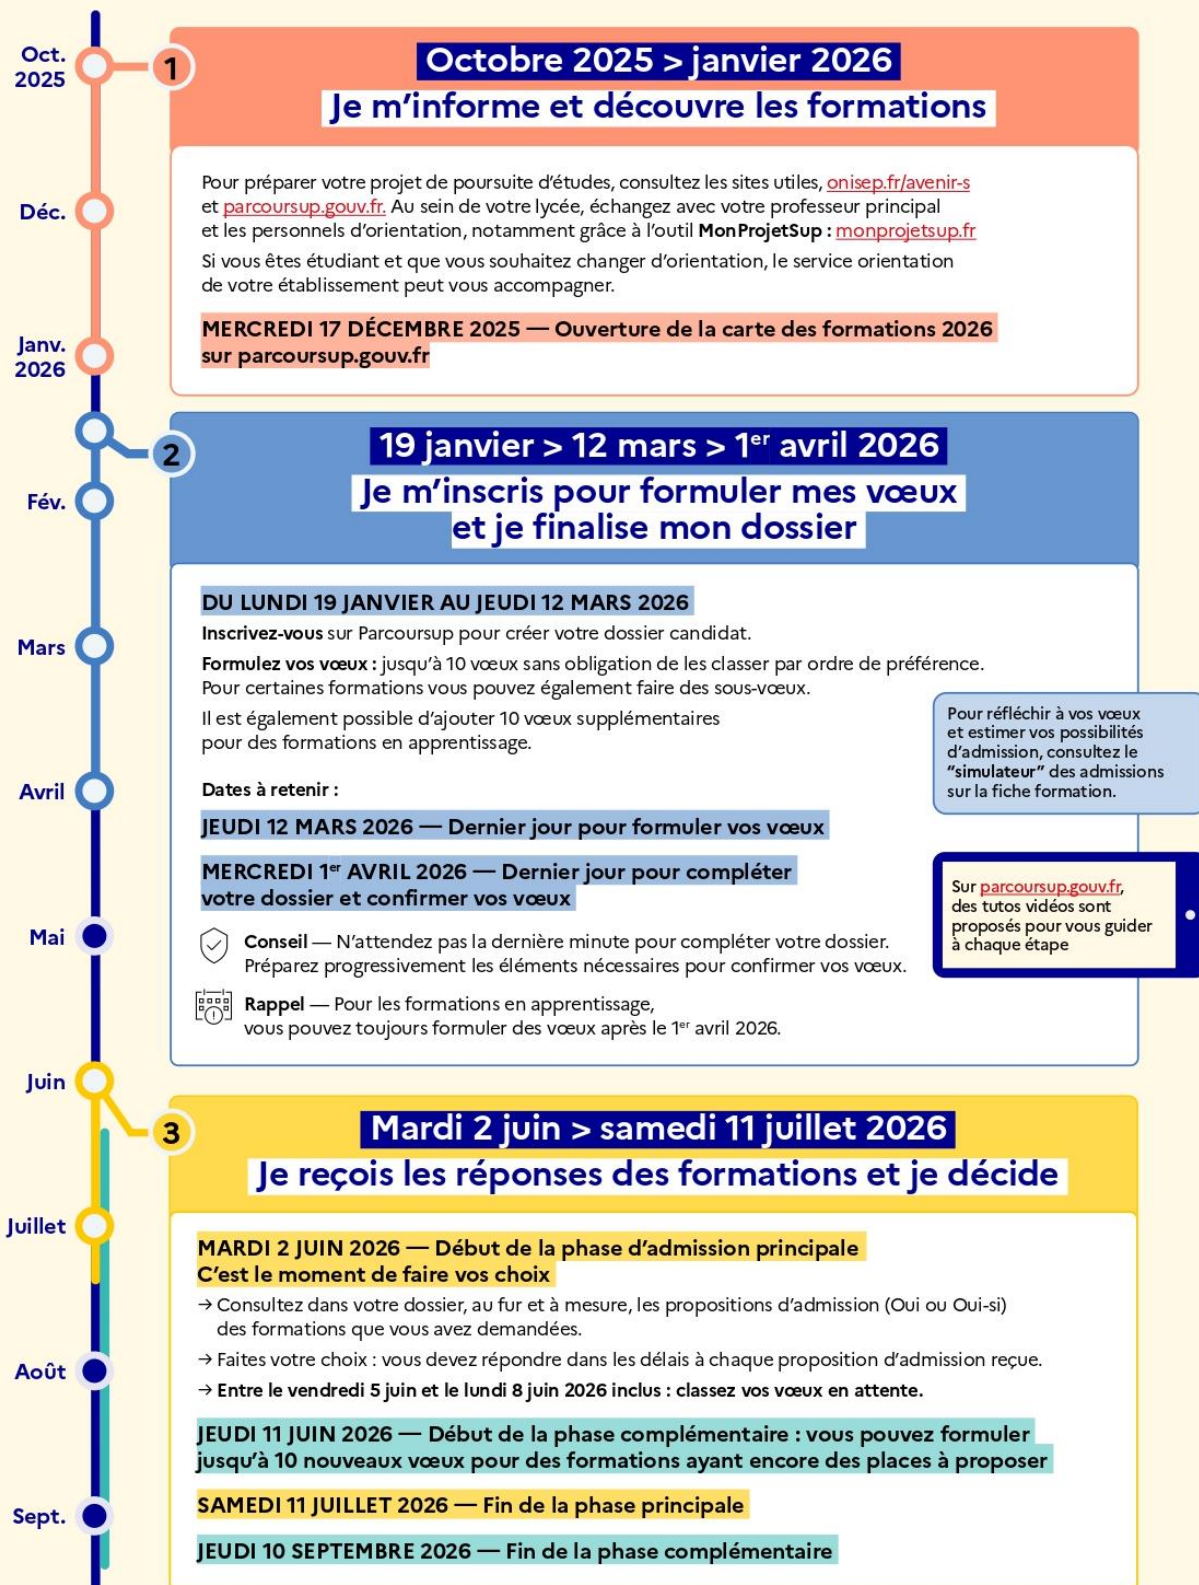 Oct.
2025
Déc.
Janv.
2026
Fév.
Mars
Avril
Mai
Juin
Juillet
Août
Sept.
1
Octobre 2025 > janvier 2026
Je m’informe et découvre les formations
Pour préparer votre projet de poursuite d’études, consultez les sites utiles, onisep.fr/avenir-s
et parcoursup.gouv.fr. Au sein de votre lycée, échangez avec votre professeur principal
et les personnels d’orientation, notamment grâce à l’outil MonProjetSup : monprojetsup.fr
Si vous êtes étudiant et que vous souhaitez changer d’orientation, le service orientation
de votre établissement peut vous accompagner.
MERCREDI 17 DÉCEMBRE 2025 — Ouverture de la carte des formations 2026
sur parcoursup.gouv.fr
2
19 janvier > 12 mars > 1er avril 2026
Je m’inscris pour formuler mes vœux
et je finalise mon dossier
DU LUNDI 19 JANVIER AU JEUDI 12 MARS 2026
Inscrivez-vous sur Parcoursup pour créer votre dossier candidat.
Formulez vos vœux : jusqu’à 10 vœux sans obligation de les classer par ordre de préférence.
Pour certaines formations vous pouvez également faire des sous-vœux.
Il est également possible d’ajouter 10 vœux supplémentaires
pour des formations en apprentissage.
Dates à retenir :
JEUDI 12 MARS 2026 — Dernier jour pour formuler vos vœux
MERCREDI 1er AVRIL 2026 — Dernier jour pour compléter
votre dossier et confirmer vos vœux
Conseil — N’attendez pas la dernière minute pour compléter votre dossier.
Préparez progressivement les éléments nécessaires pour confirmer vos vœux.
Rappel — Pour les formations en apprentissage,
vous pouvez toujours formuler des vœux après le 1er avril 2026.
Pour réfléchir à vos vœux
et estimer vos possibilités
d’admission, consultez le
“simulateur” des admissions
sur la fiche formation.
Sur parcoursup.gouv.fr,
des tutos vidéos sont
proposés pour vous guider
à chaque étape
3
Mardi 2 juin > samedi 11 juillet 2026
Je reçois les réponses des formations et je décide
MARDI 2 JUIN 2026 — Début de la phase d’admission principale
C’est le moment de faire vos choix
→ Consultez dans votre dossier, au fur et à mesure, les propositions d’admission (Oui ou Oui-si)
des formations que vous avez demandées.
→ Faites votre choix : vous devez répondre dans les délais à chaque proposition d’admission reçue.
→ Entre le vendredi 5 juin et le lundi 8 juin 2026 inclus : classez vos vœux en attente.
JEUDI 11 JUIN 2026 — Début de la phase complémentaire : vous pouvez formuler
jusqu’à 10 nouveaux vœux pour des formations ayant encore des places à proposer
SAMEDI 11 JUILLET 2026 — Fin de la phase principale
JEUDI 10 SEPTEMBRE 2026 — Fin de la phase complémentaire